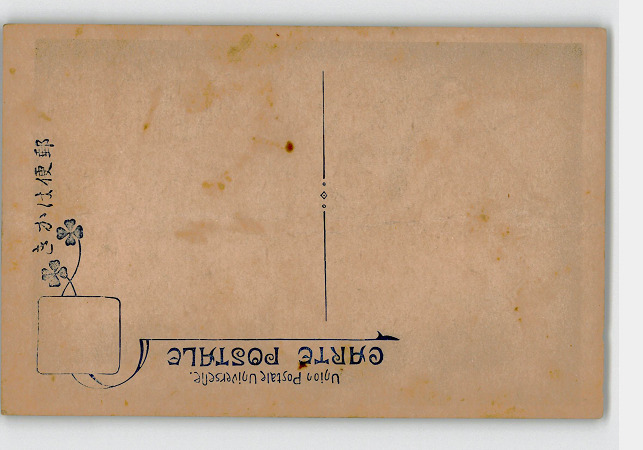 Union Postale Universelle.
CARTE POSTALE
郵便はかき